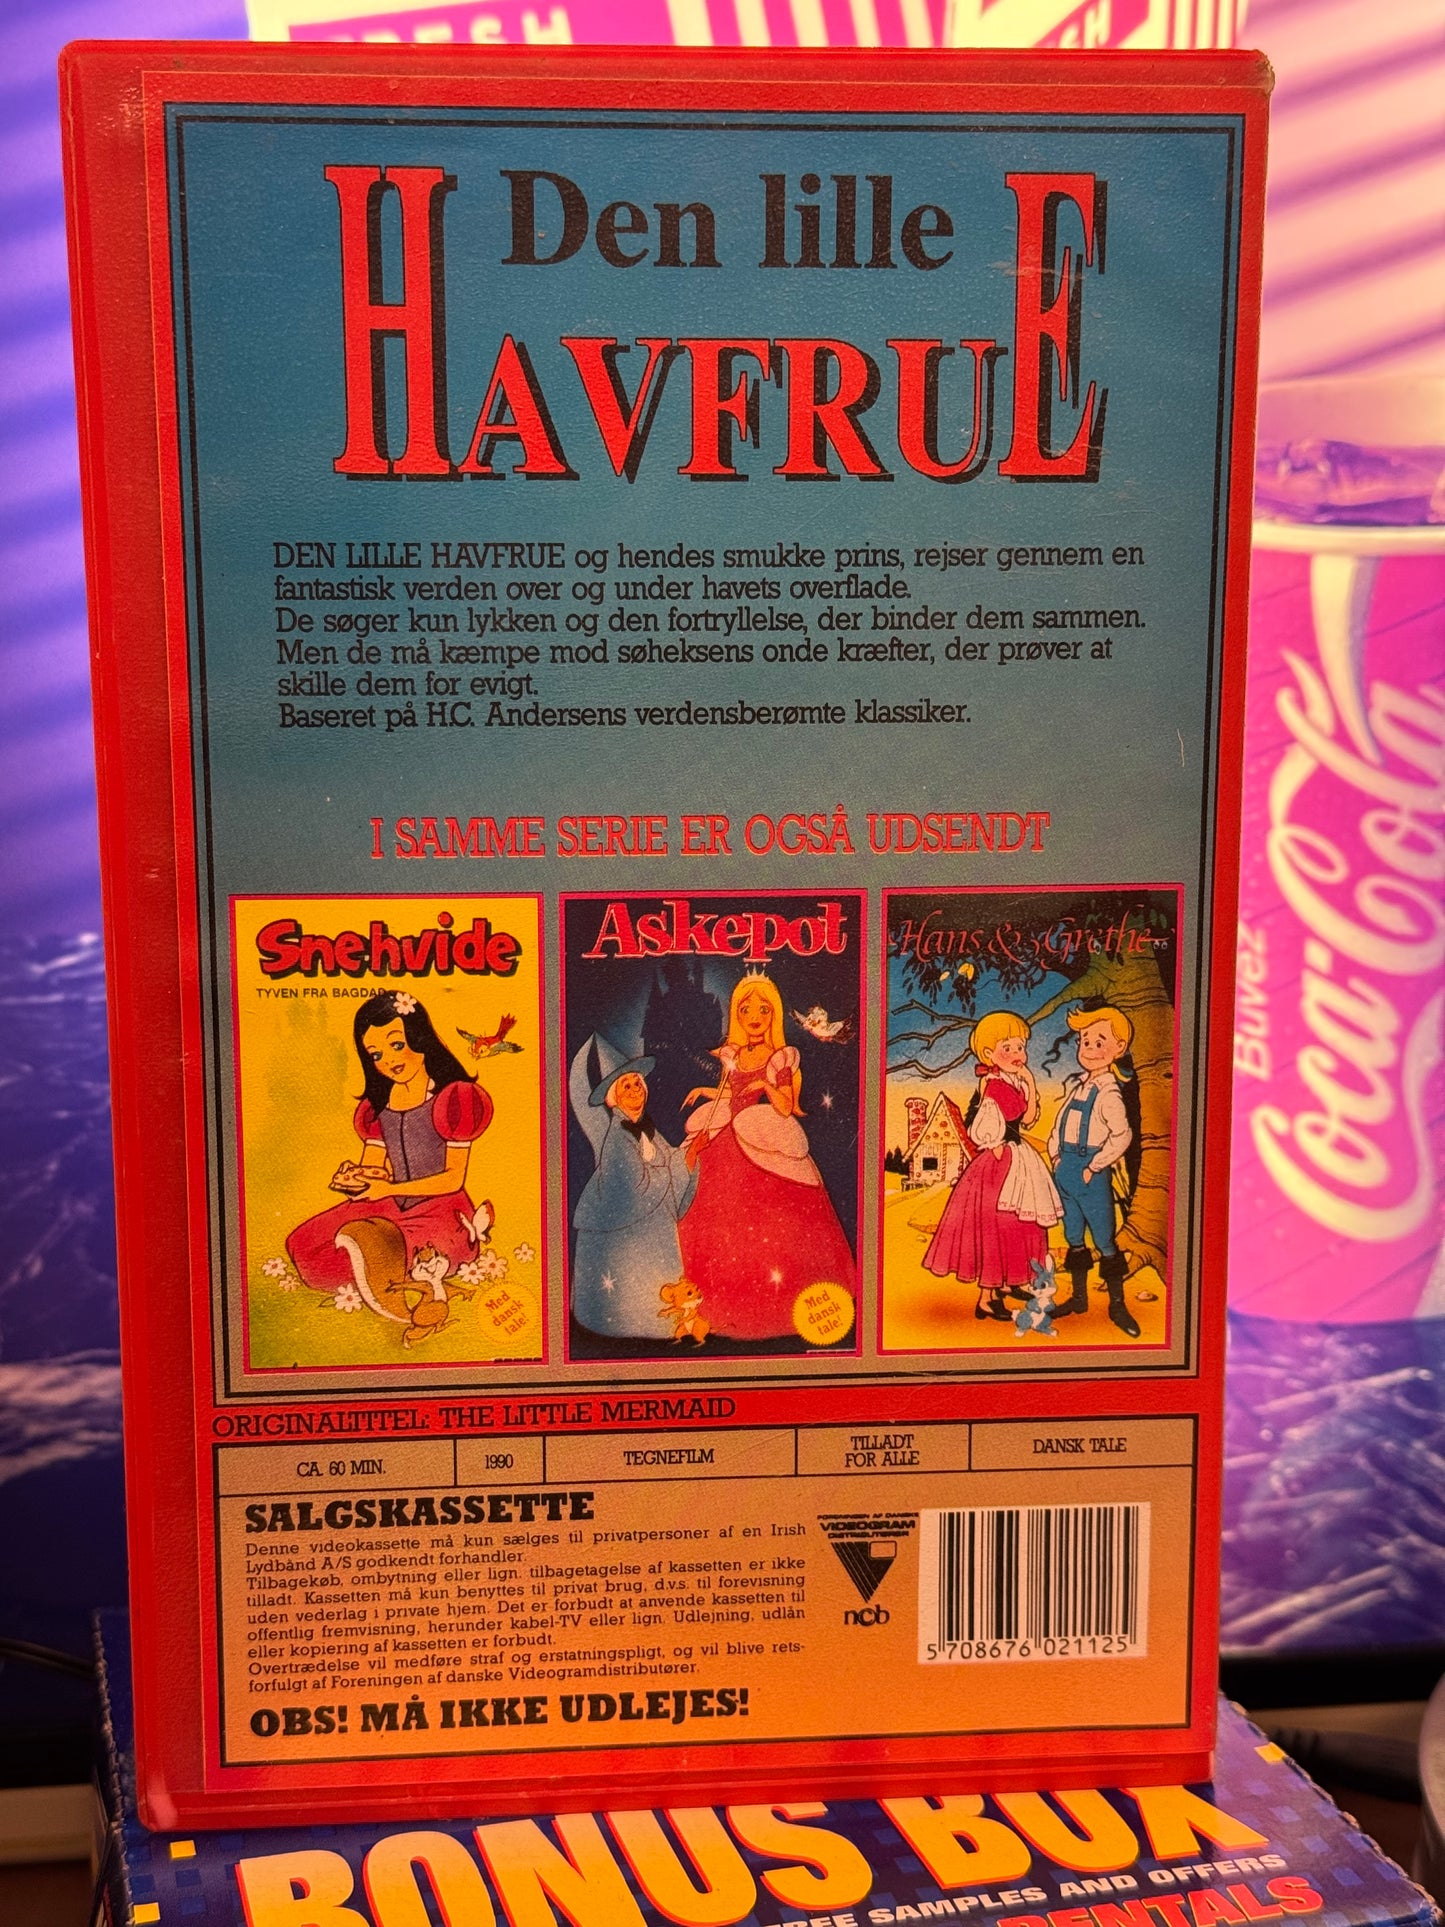 FRESH
Den lille
HAVFRUE
DEN LILLE HAVFRUE og hendes smukke prins, rejser gennem en
fantastisk verden over og under havets overflade.
De søger kun lykken og den fortryllelse, der binder dem sammen.
Men de må kæmpe mod søheksens onde kræfter, der prøver at
skille dem for evigt.
Baseret på H.C. Andersens verdensberømte klassiker.
I SAMME SERIE ER OGSÅ UDSENDT
Snehvide
TYVEN FRA BAGDAD
Med
dansk
tale!
Askepot
Med
dansk
tale!
Hans & Grethe
ORIGINALTITEL: THE LITTLE MERMAID
CA. 60 MIN.
1990
TEGNEFILM
TILLADT
FOR ALLE
DANSK TALE
SALGSKASSETTE
Denne videokassette må kun sælges til privatpersoner af en Irish
Lydbånd A/S godkendt forhandler.
Tilbagekøb, ombytning eller lign. tilbagetagelse af kassetten er ikke
tilladt. Kassetten må kun benyttes til privat brug, d.v.s. til forevisning
uden vederlag i private hjem. Det er forbudt at anvende kassetten til
offentlig fremvisning, herunder kabel-TV eller lign. Udlejning, udlån
eller kopiering af kassetten er forbudt.
Overtrædelse vil medføre straf og erstatningspligt, og vil blive rets-
forfulgt af Foreningen af danske Videogramdistributører.
OBS! MÅ IKKE UDLEJES!
FORENINGEN AF DANSKE
VIDEOGRAM
DISTRIBUTØRER
ncb
5 708676 021125
Buvez
Coca-Cola
BONUS BOX
FREE SAMPLES AND OFFERS
RENTALS